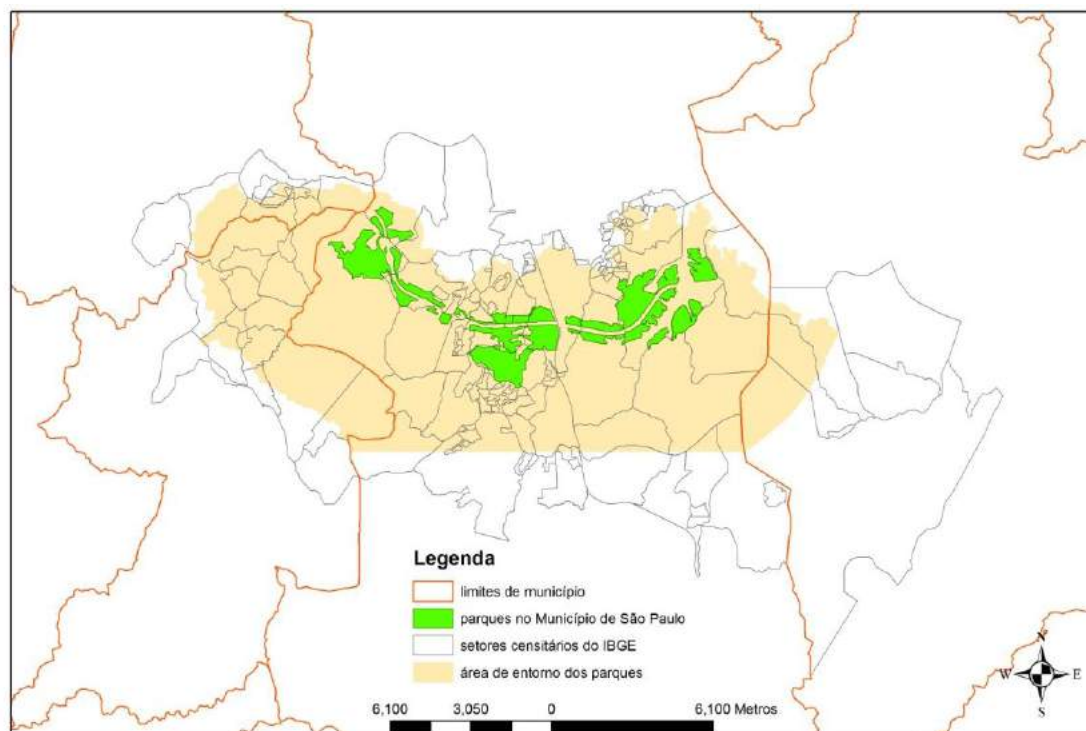 Legenda
limites de município
parques no Município de São Paulo
setores censitários do IBGE
área de entorno dos parques
6,100 3,050 0 6,100 Metros
N
W E
S